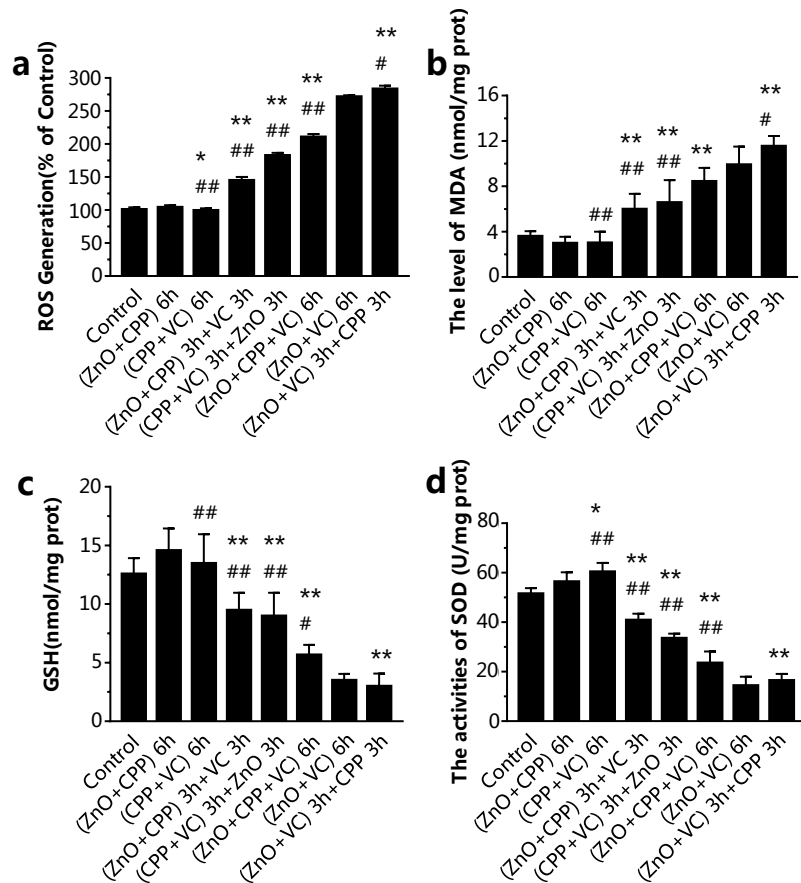 a
ROS Generation(% of Control)
300
250
200
150
100
50
0
*
##
**
##
**
##
**
##
**
#
Control
(ZnO+CPP) 6h
(CPP+VC) 6h
(ZnO+CPP) 3h+VC 3h
(CPP+VC) 3h+ZnO 3h
(ZnO+CPP+VC) 6h
(ZnO+VC) 6h
(ZnO+VC) 3h+CPP 3h
b
The level of MDA (nmol/mg prot)
16
12
8
4
0
##
**
##
**
##
**
**
#
Control
(ZnO+CPP) 6h
(CPP+VC) 6h
(ZnO+CPP) 3h+VC 3h
(CPP+VC) 3h+ZnO 3h
(ZnO+CPP+VC) 6h
(ZnO+VC) 6h
(ZnO+VC) 3h+CPP 3h
c
GSH(nmol/mg prot)
20
15
10
5
0
##
**
##
**
##
**
#
**
Control
(ZnO+CPP) 6h
(CPP+VC) 6h
(ZnO+CPP) 3h+VC 3h
(CPP+VC) 3h+ZnO 3h
(ZnO+CPP+VC) 6h
(ZnO+VC) 6h
(ZnO+VC) 3h+CPP 3h
d
The activities of SOD (U/mg prot)
80
60
40
20
0
*
##
**
##
**
##
**
##
**
Control
(ZnO+CPP) 6h
(CPP+VC) 6h
(ZnO+CPP) 3h+VC 3h
(CPP+VC) 3h+ZnO 3h
(ZnO+CPP+VC) 6h
(ZnO+VC) 6h
(ZnO+VC) 3h+CPP 3h